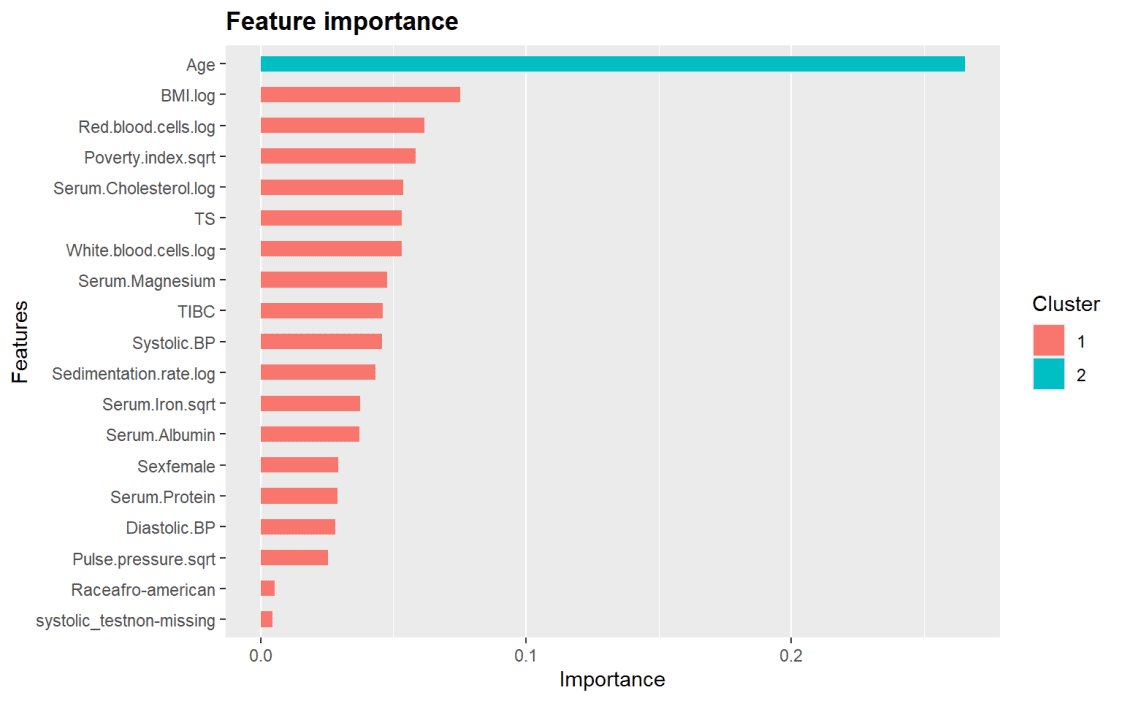 Feature importance
Age
BMI.log
Red.blood.cells.log
Poverty.index.sqrt
Serum.Cholesterol.log
TS
White.blood.cells.log
Serum.Magnesium
TIBC
Systolic.BP
Sedimentation.rate.log
Serum.Iron.sqrt
Serum.Albumin
Sexfemale
Serum.Protein
Diastolic.BP
Pulse.pressure.sqrt
Raceafro-american
systolic_testnon-missing
Features
0.0 0.1 0.2
Importance
Cluster
1
2